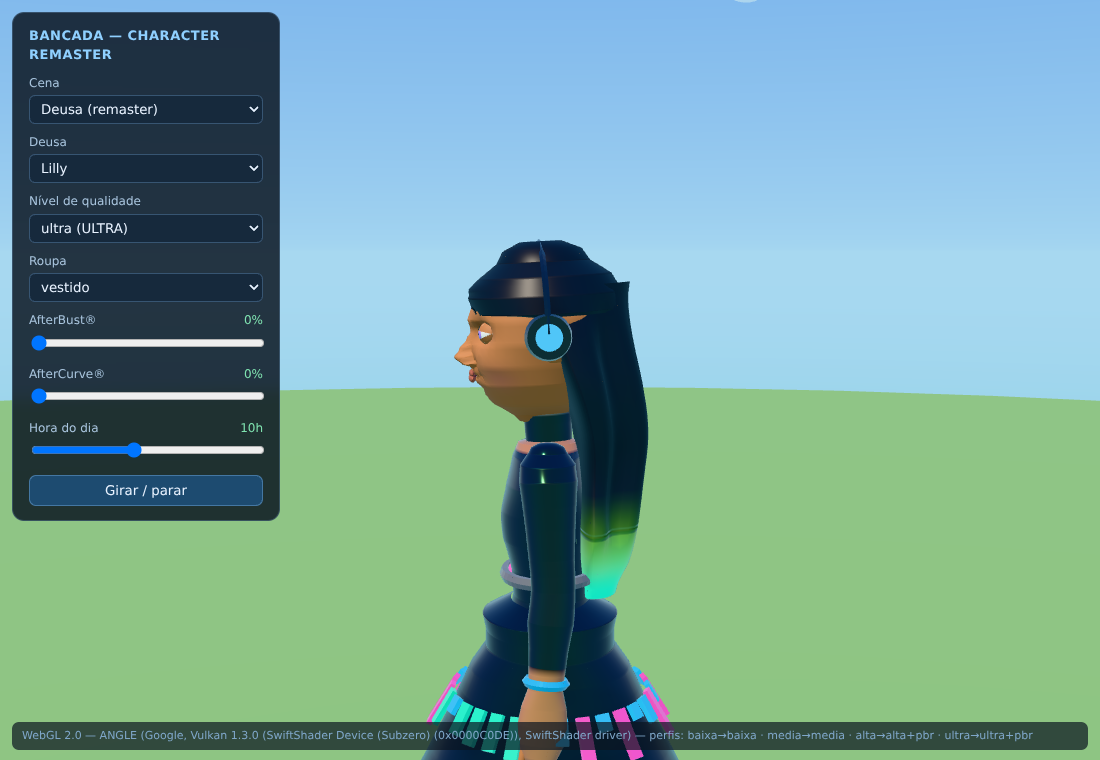 BANCADA — CHARACTER
REMASTER
Cena
Deusa (remaster)
Deusa
Lilly
Nível de qualidade
ultra (ULTRA)
Roupa
vestido
AfterBust® 0%
AfterCurve® 0%
Hora do dia 10h
Girar / parar
WebGL 2.0 — ANGLE (Google, Vulkan 1.3.0 (SwiftShader Device (Subzero) (0x0000C0DE)), SwiftShader driver) — perfis: baixa→baixa · media→media · alta→alta+pbr · ultra→ultra+pbr